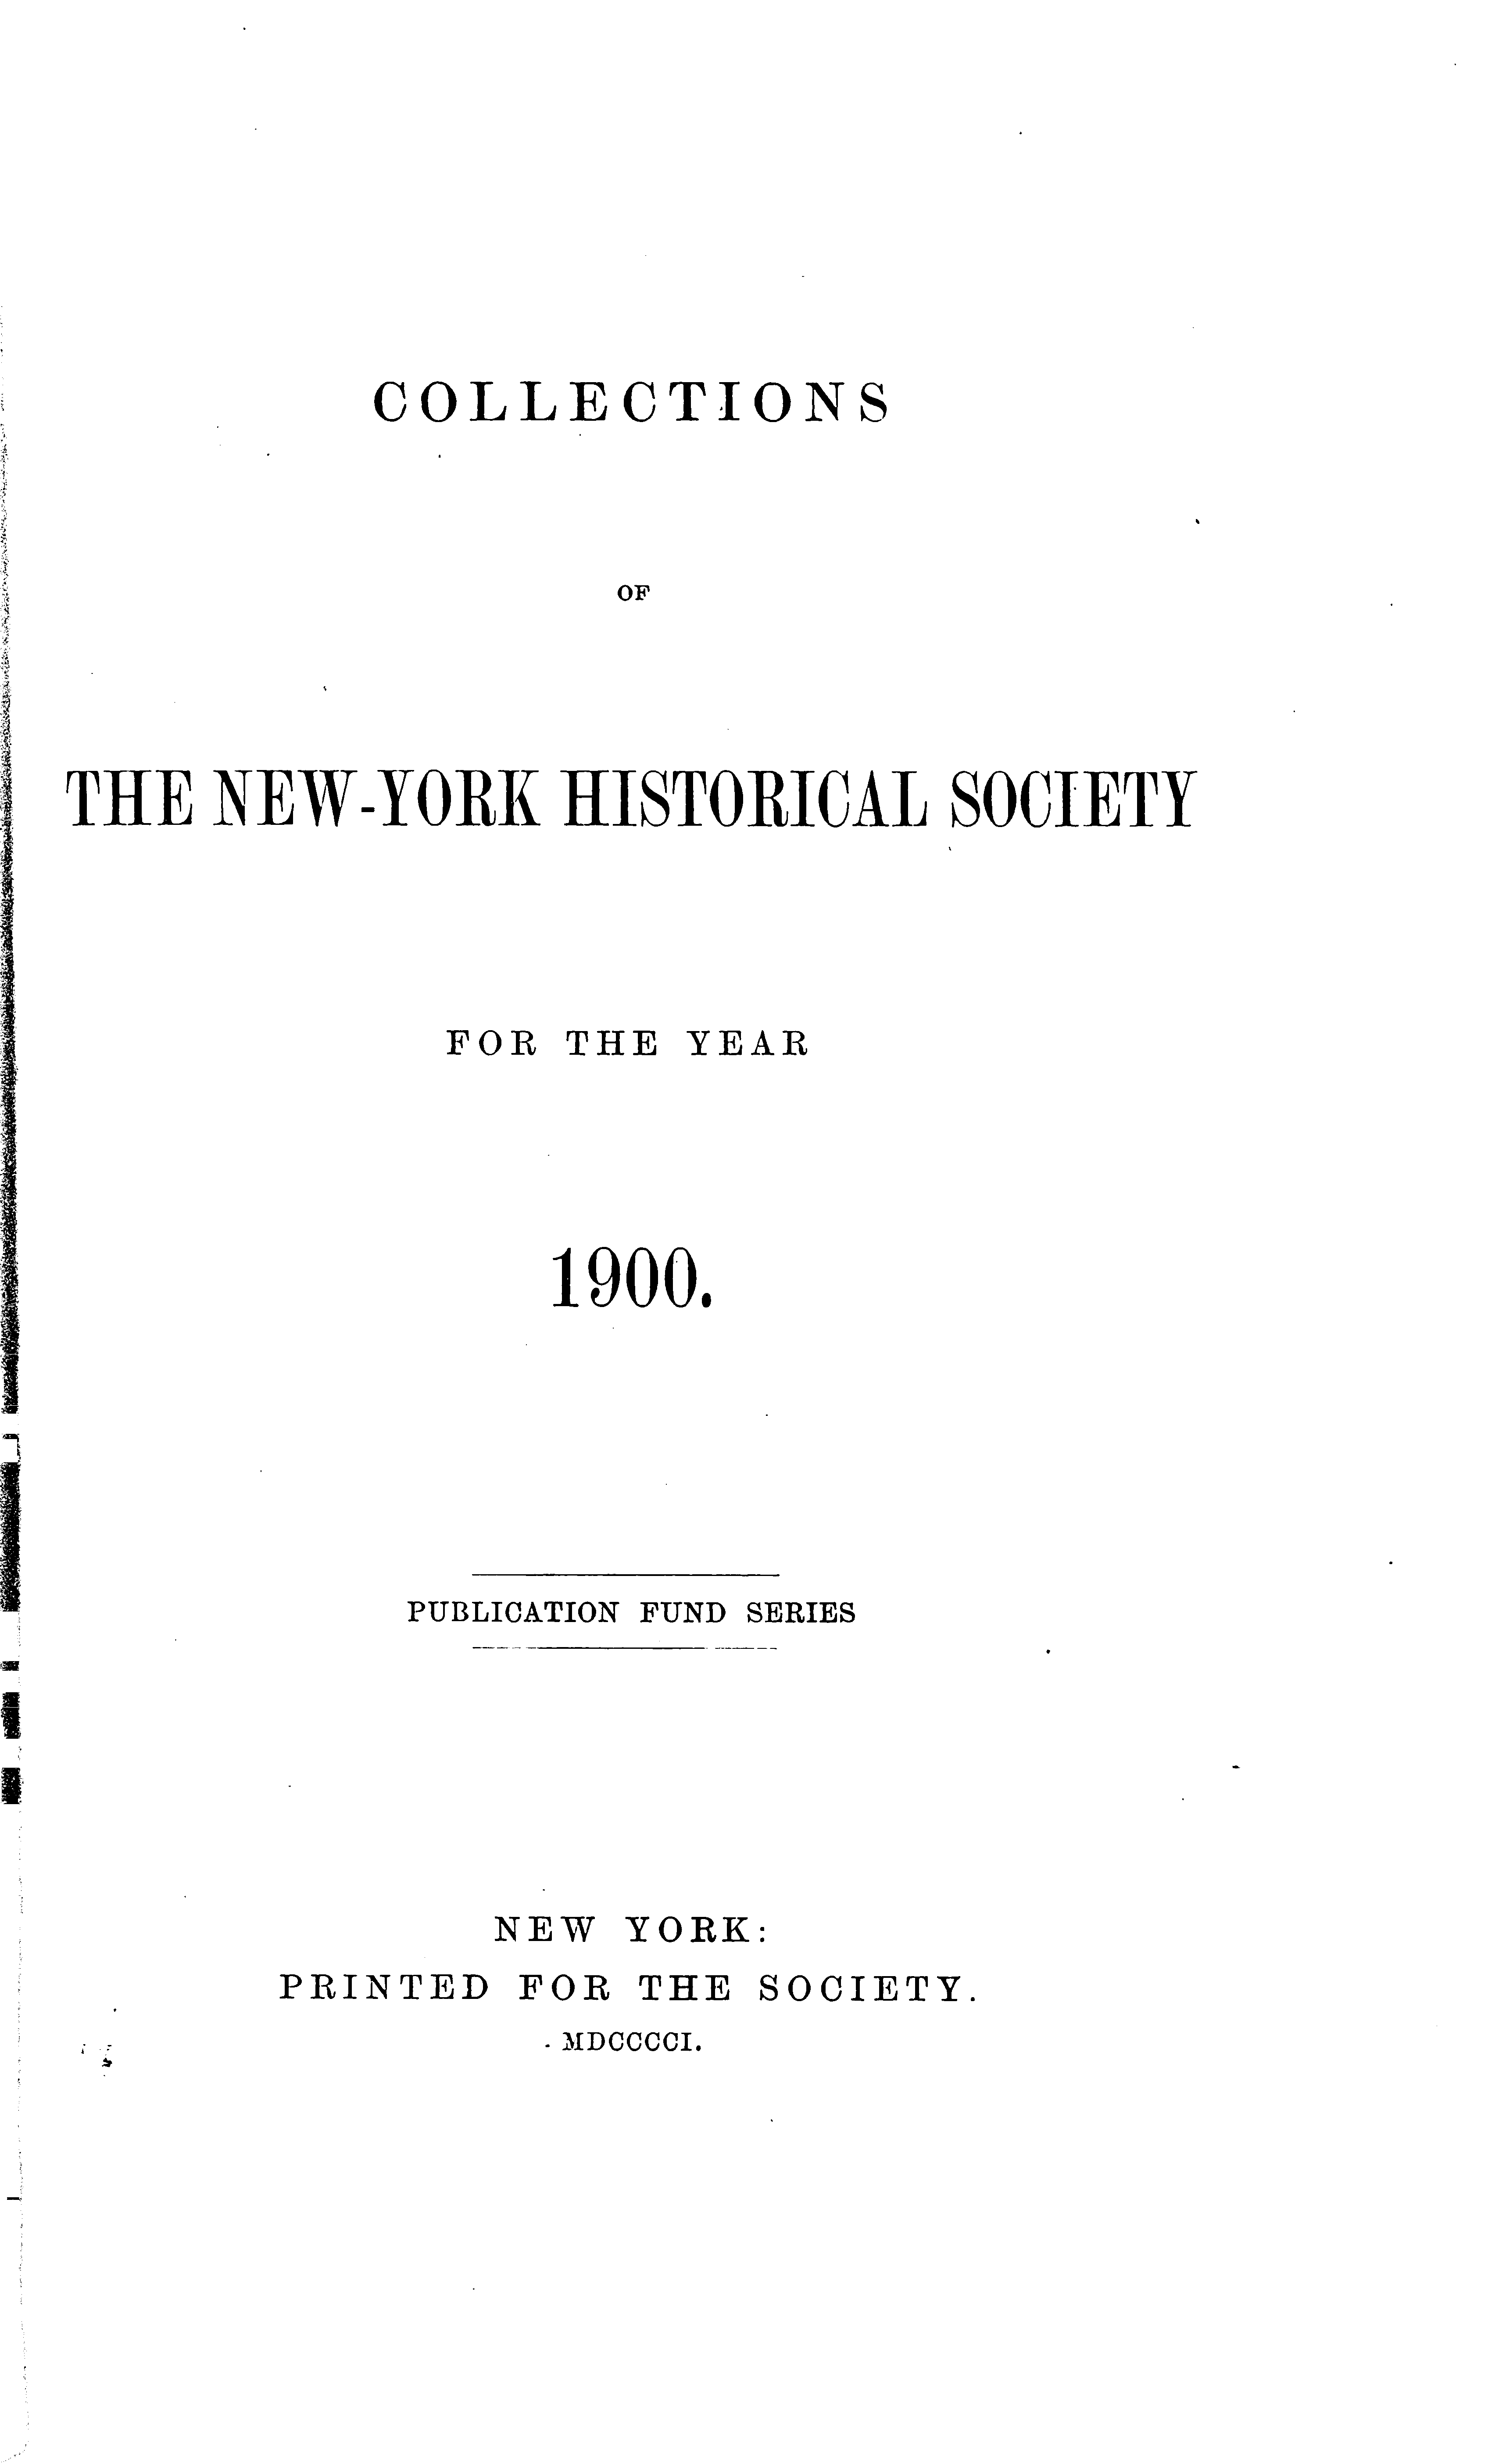 COLLECTIONS
OF
THE NEW-YORK HISTORICAL SOCIETY
FOR THE YEAR
1900.
PUBLICATION FUND SERIES
NEW YORK:
PRINTED FOR THE SOCIETY.
MDCCCCI.